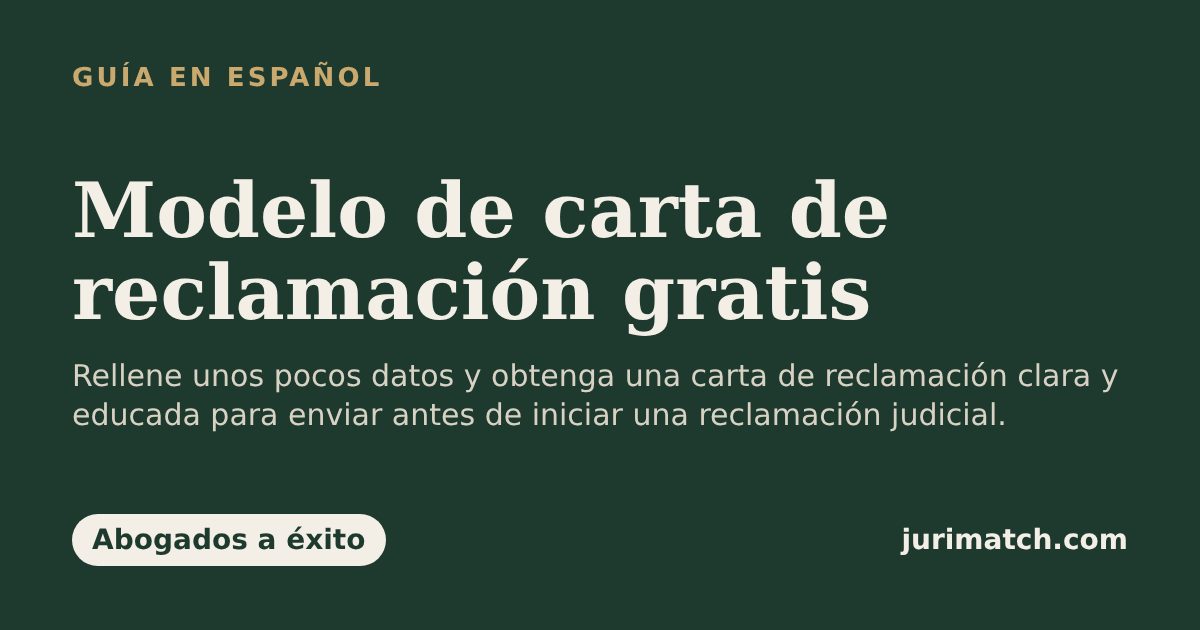 GUÍA EN ESPAÑOL
Modelo de carta de
reclamación gratis
Rellene unos pocos datos y obtenga una carta de reclamación clara y
educada para enviar antes de iniciar una reclamación judicial.
Abogados a éxito
jurimatch.com